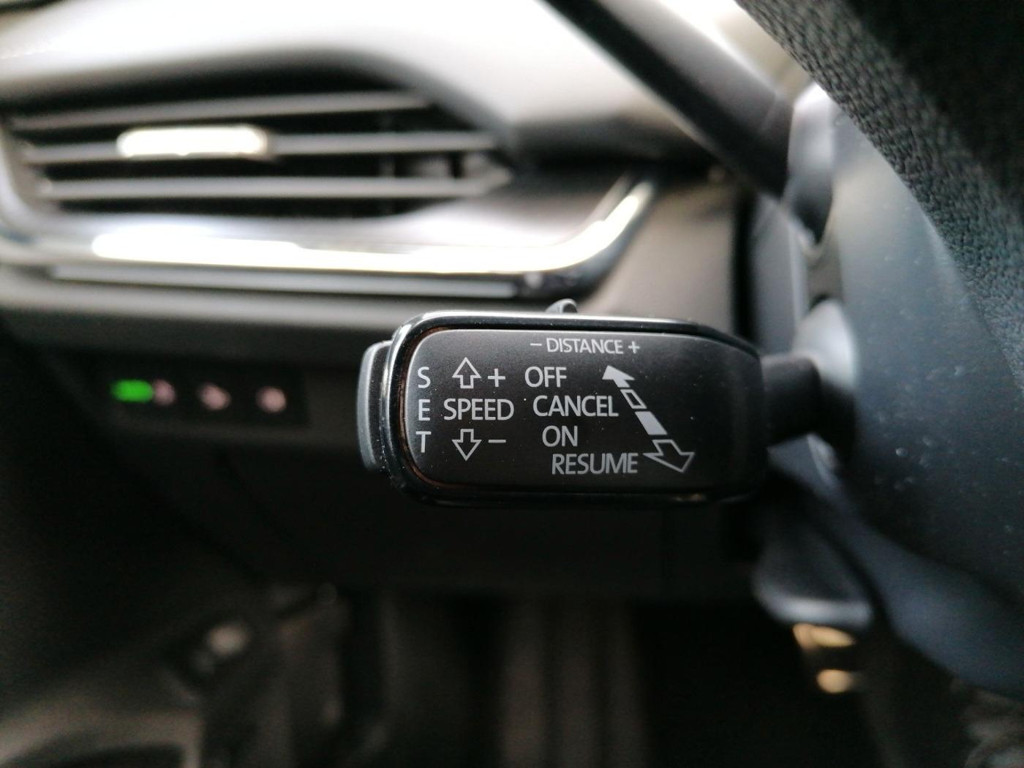 − DISTANCE +
S + OFF
E SPEED CANCEL
T − ON
RESUME